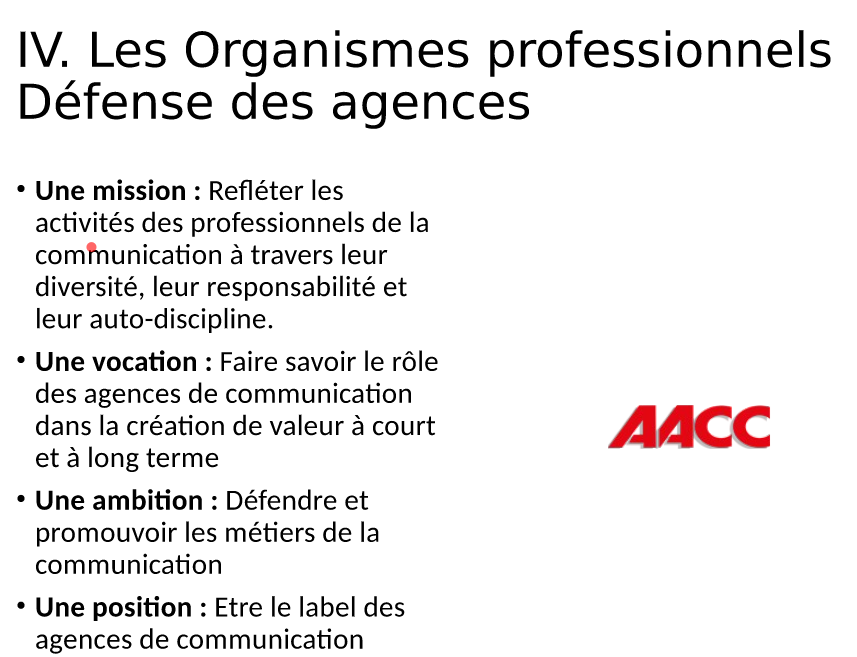 IV. Les Organismes professionnels
Défense des agences
• Une mission : Refléter les
activités des professionnels de la
communication à travers leur
diversité, leur responsabilité et
leur auto-discipline.
• Une vocation : Faire savoir le rôle
des agences de communication
dans la création de valeur à court
et à long terme
• Une ambition : Défendre et
promouvoir les métiers de la
communication
• Une position : Etre le label des
agences de communication
AACC